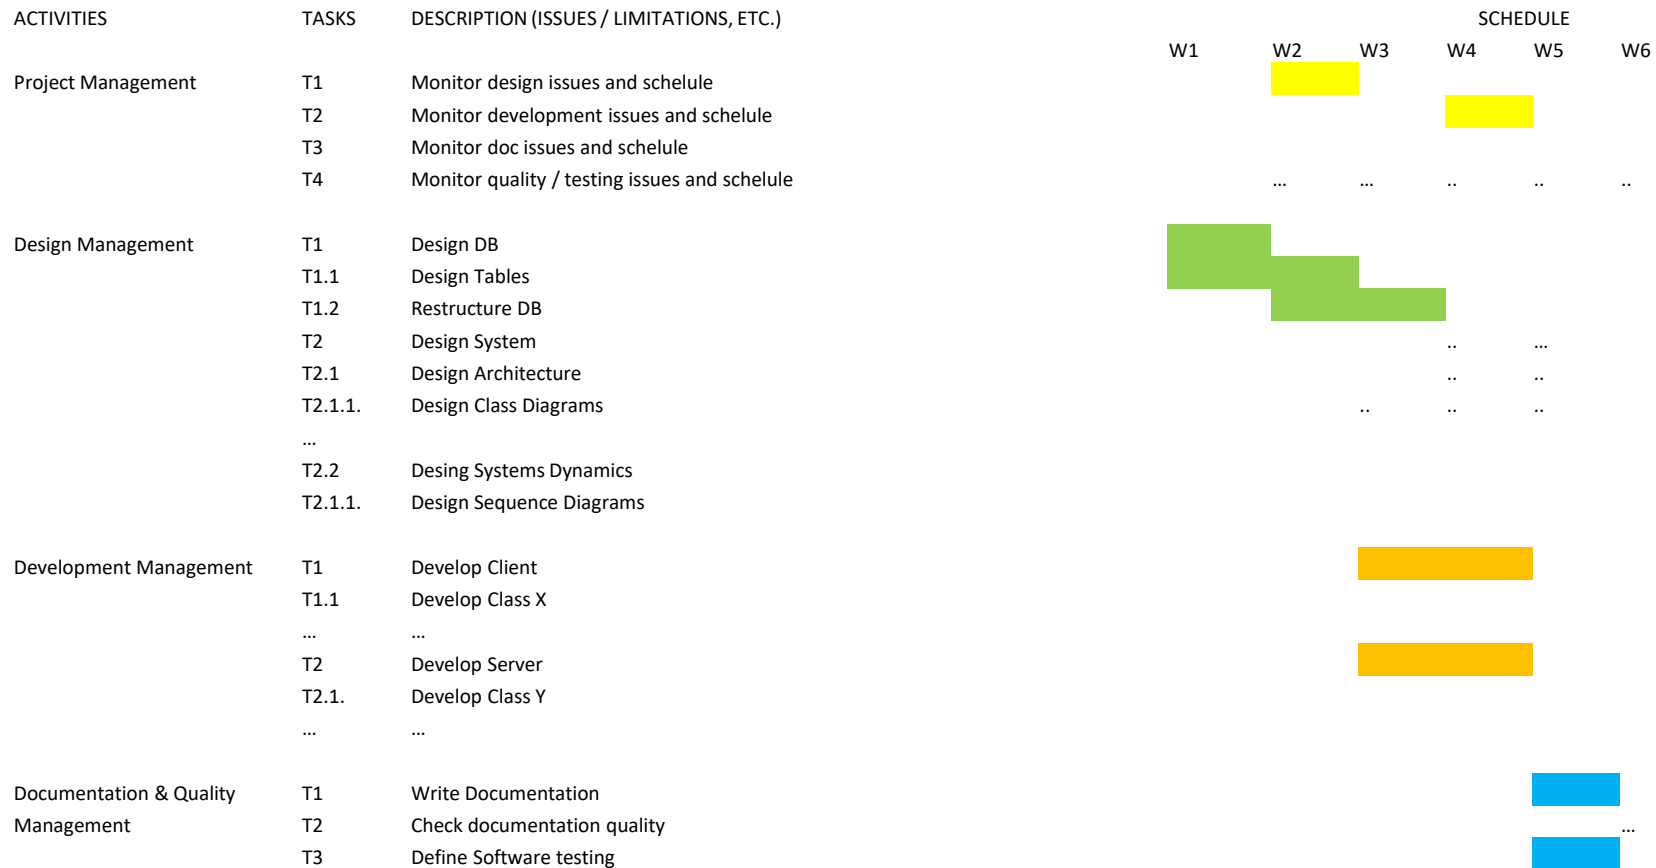 ACTIVITIES TASKS DESCRIPTION (ISSUES / LIMITATIONS, ETC.) SCHEDULE
W1 W2 W3 W4 W5 W6
Project Management T1 Monitor design issues and schelule
T2 Monitor development issues and schelule
T3 Monitor doc issues and schelule
T4 Monitor quality / testing issues and schelule ... ... .. .. ..
Design Management T1 Design DB
T1.1 Design Tables
T1.2 Restructure DB
T2 Design System .. ...
T2.1 Design Architecture .. ..
T2.1.1. Design Class Diagrams .. .. ..
...
T2.2 Desing Systems Dynamics
T2.1.1. Design Sequence Diagrams
Development Management T1 Develop Client
T1.1 Develop Class X
... ...
T2 Develop Server
T2.1. Develop Class Y
... ...
Documentation & Quality T1 Write Documentation
Management T2 Check documentation quality ...
T3 Define Software testing